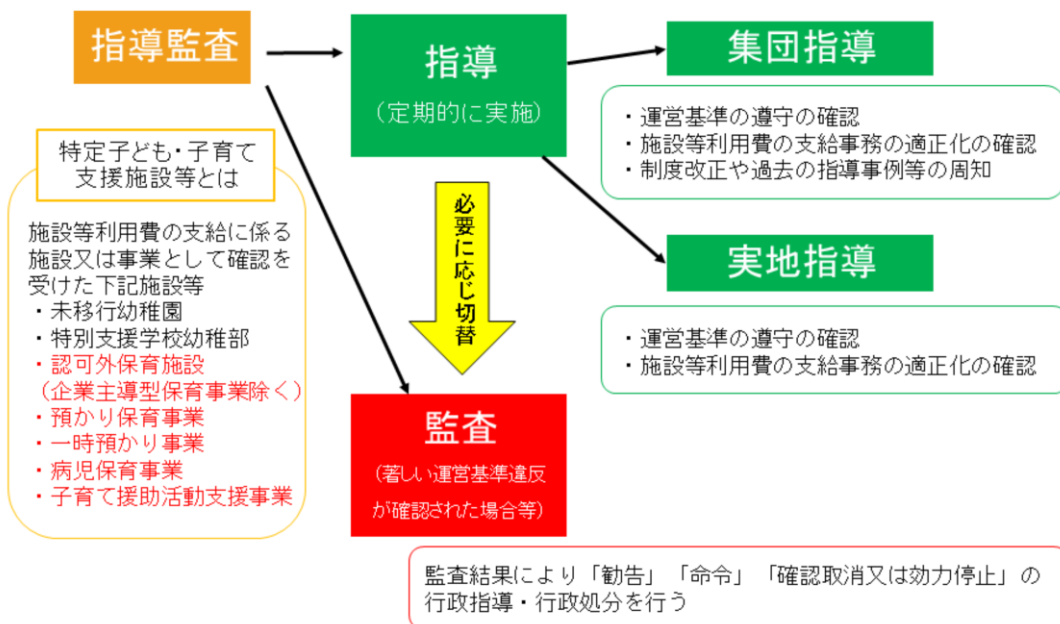 指導監査
指導
(定期的に実施)
集団指導
・運営基準の遵守の確認
・施設等利用費の支給事務の適正化の確認
・制度改正や過去の指導事例等の周知
特定子ども・子育て
支援施設等とは
施設等利用費の支給に係る
施設又は事業として確認を
受けた下記施設等
・未移行幼稚園
・特別支援学校幼稚部
・認可外保育施設
（企業主導型保育事業除く）
・預かり保育事業
・一時預かり事業
・病児保育事業
・子育て援助活動支援事業
必要に応じ切替
実地指導
・運営基準の遵守の確認
・施設等利用費の支給事務の適正化の確認
監査
（著しい運営基準違反
が確認された場合等）
監査結果により「勧告」「命令」「確認取消又は効力停止」の
行政指導・行政処分を行う